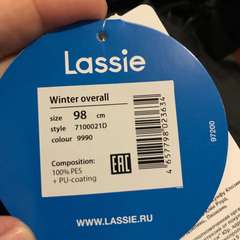 Lassie
Winter overall
size 98 cm
style 7100021D
colour 9990
Composition:
100% PES
+ PU-coating
EAC
4 657798 023634
97200
WWW.LASSIE.RU